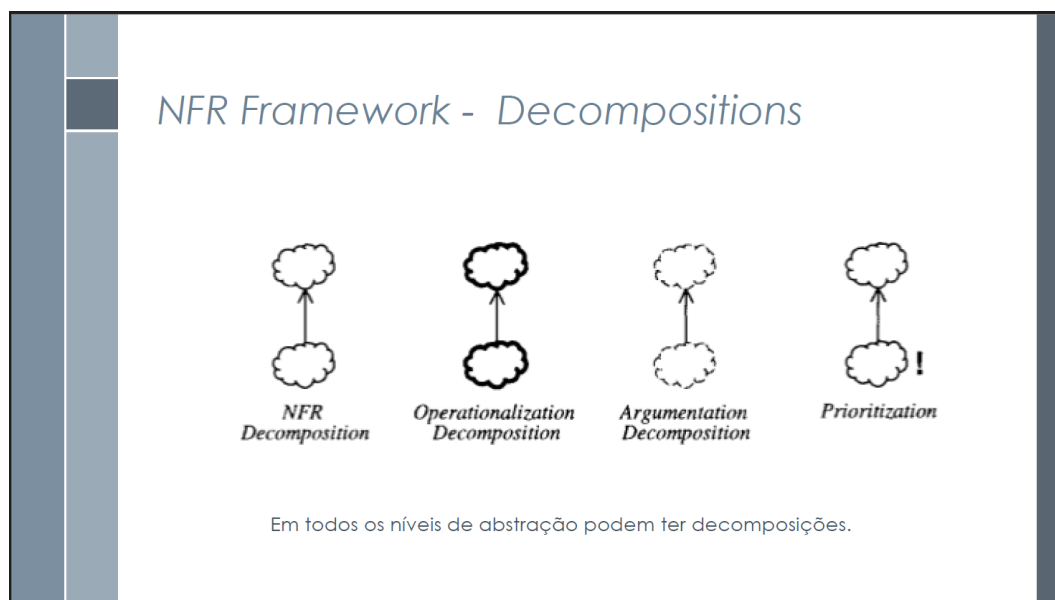 NFR Framework - Decompositions
NFR
Decomposition
Operationalization
Decomposition
Argumentation
Decomposition
!
Prioritization
Em todos os níveis de abstração podem ter decomposições.